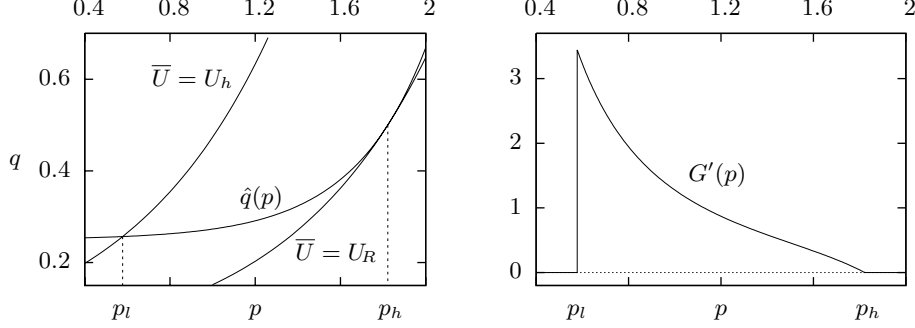 0.4 0.8 1.2 1.6 2
0.6
0.4
0.2
q
U̅ = U_h
q̂(p)
U̅ = U_R
p_l p p_h
0.4 0.8 1.2 1.6 2
3
2
1
0
G′(p)
p_l p p_h